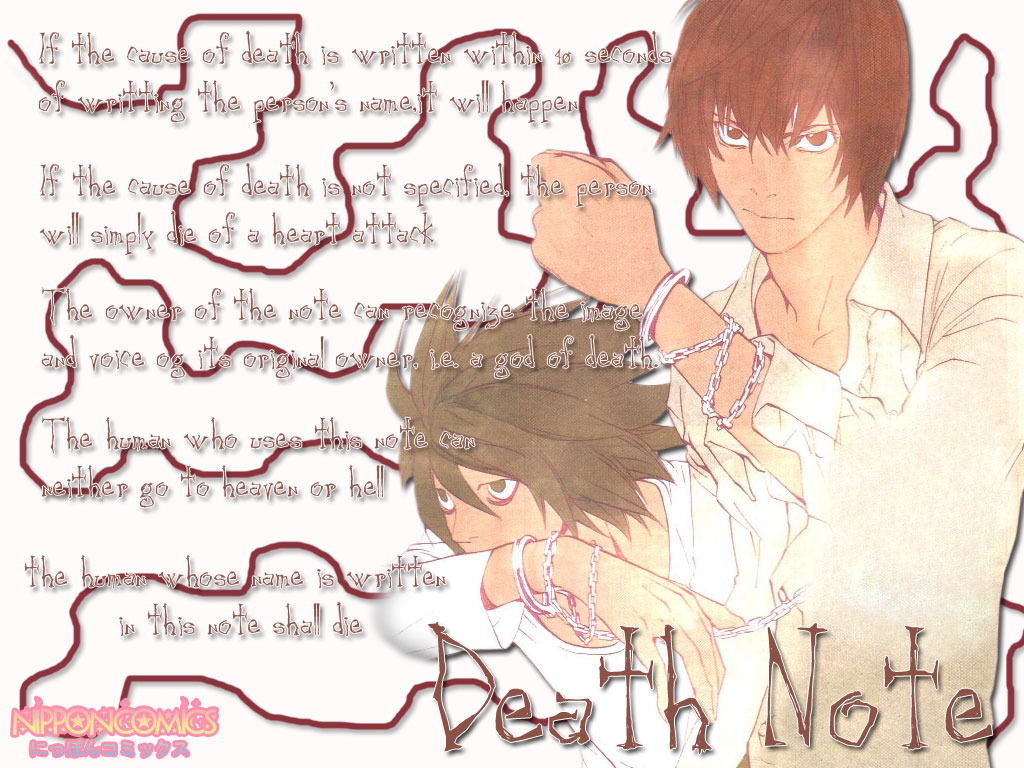 If the cause of death is written within 10 seconds
of writting the person's name,it will happen
If the cause of death is not specified, the person
will simply die of a heart attack
The owner of the note can recognize the image
and voice og its original owner, i.e. a god of death.
The human who uses this note can
neither go to heaven or hell
the human whose name is written
in this note shall die
Death Note
NIPPONCOMICS
にっぽんコミックス